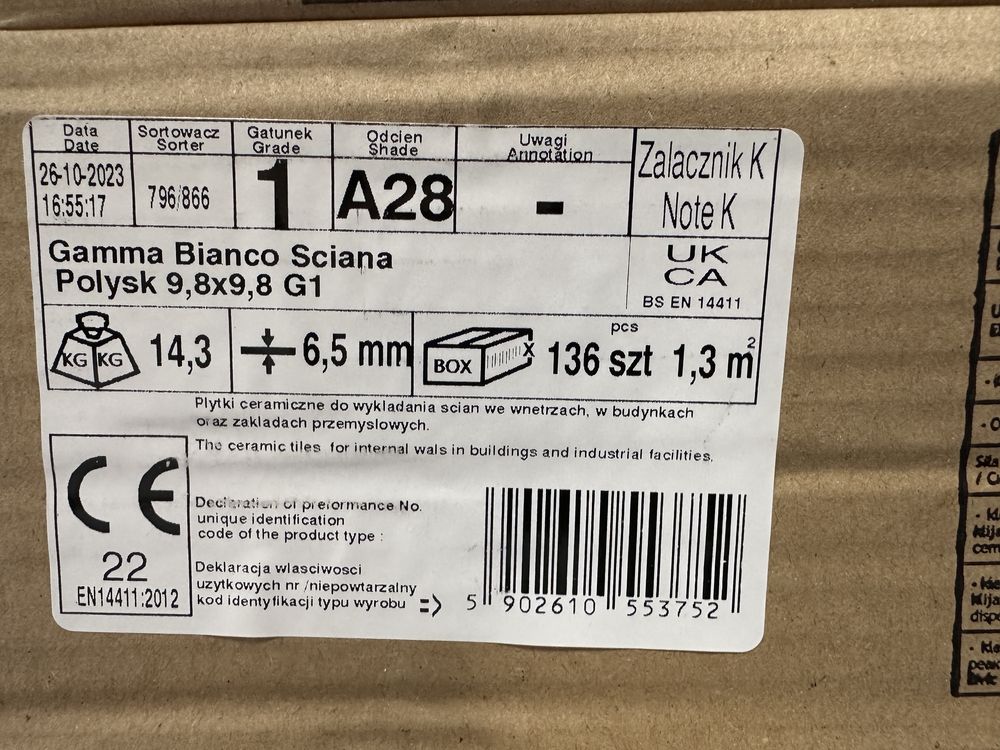 Data
Date
Sortowacz
Sorter
Gatunek
Grade
Odcien
Shade
Uwagi
Annotation
Zalacznik K
Note K
26-10-2023
16:55:17
796/866
1
A28
-
Gamma Bianco Sciana
Polysk 9,8x9,8 G1
UK
CA
BS EN 14411
KG KG
14,3
6,5 mm
BOX
X
pcs
136 szt 1,3 m²
Plytki ceramiczne do wykladania scian we wnetrzach, w budynkach
oraz zakladach przemyslowych.
The ceramic tiles for internal wals in buildings and industrial facilities.
CE
22
EN14411:2012
Declaration of preformance No.
unique identification
code of the product type :
Deklaracja wlasciwosci
uzytkowych nr /niepowtarzalny
kod identyfikacji typu wyrobu =>
5 902610 553752